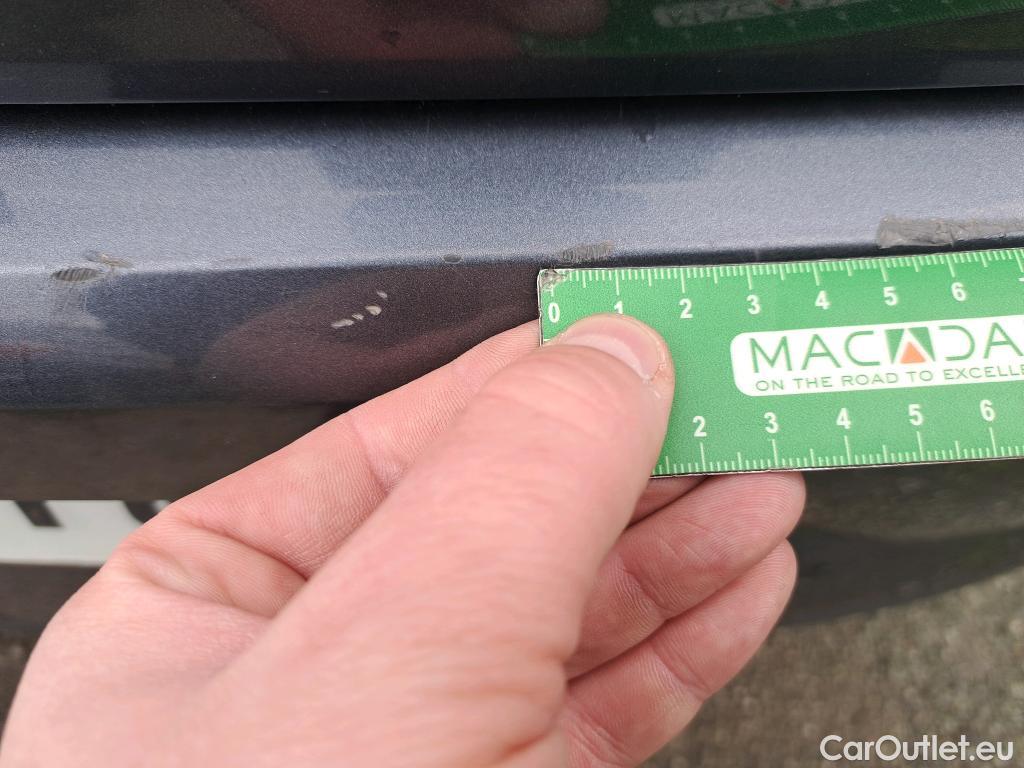 0 1 2 3 4 5 6
MACADA
ON THE ROAD TO EXCELLE
2 3 4 5 6
CarOutlet.eu